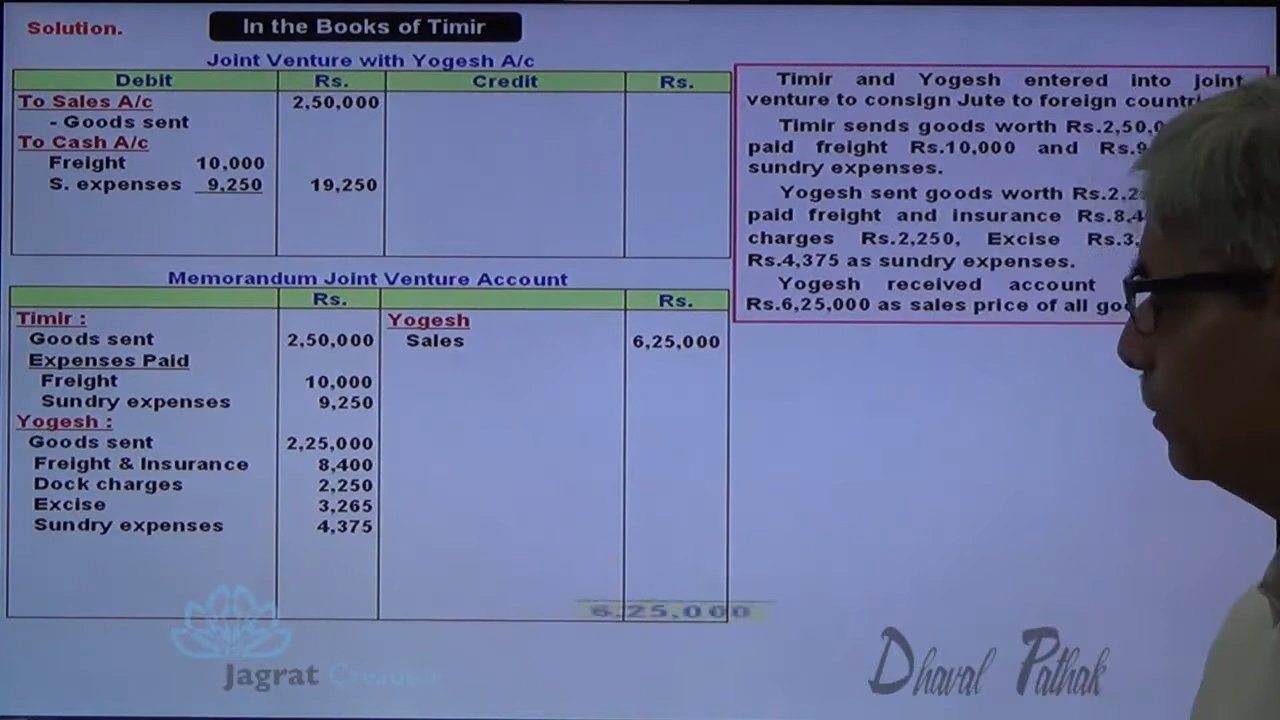 Solution.
In the Books of Timir
Joint Venture with Yogesh A/c
Debit Rs. Credit Rs.
To Sales A/c 2,50,000
- Goods sent
To Cash A/c
Freight 10,000
S. expenses 9,250 19,250
Memorandum Joint Venture Account
Rs. Rs.
Timir : Yogesh
Goods sent 2,50,000 Sales 6,25,000
Expenses Paid
Freight 10,000
Sundry expenses 9,250
Yogesh :
Goods sent 2,25,000
Freight & Insurance 8,400
Dock charges 2,250
Excise 3,265
Sundry expenses 4,375
6,25,000
Timir and Yogesh entered into joint
venture to consign Jute to foreign
Timir sends goods worth
paid freight Rs.10,000 and
sundry expenses.
Yogesh sent goods worth
paid freight and insurance
charges Rs.2,250, Excise
Rs.4,375 as sundry expenses.
Yogesh received account
Rs.6,25,000 as sales price of all
Jagrat Creation
Dhaval Pathak